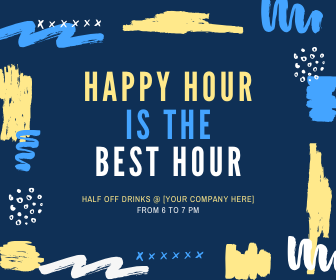 HAPPY HOUR
IS THE
BEST HOUR
HALF OFF DRINKS @ [YOUR COMPANY HERE]
FROM 6 TO 7 PM